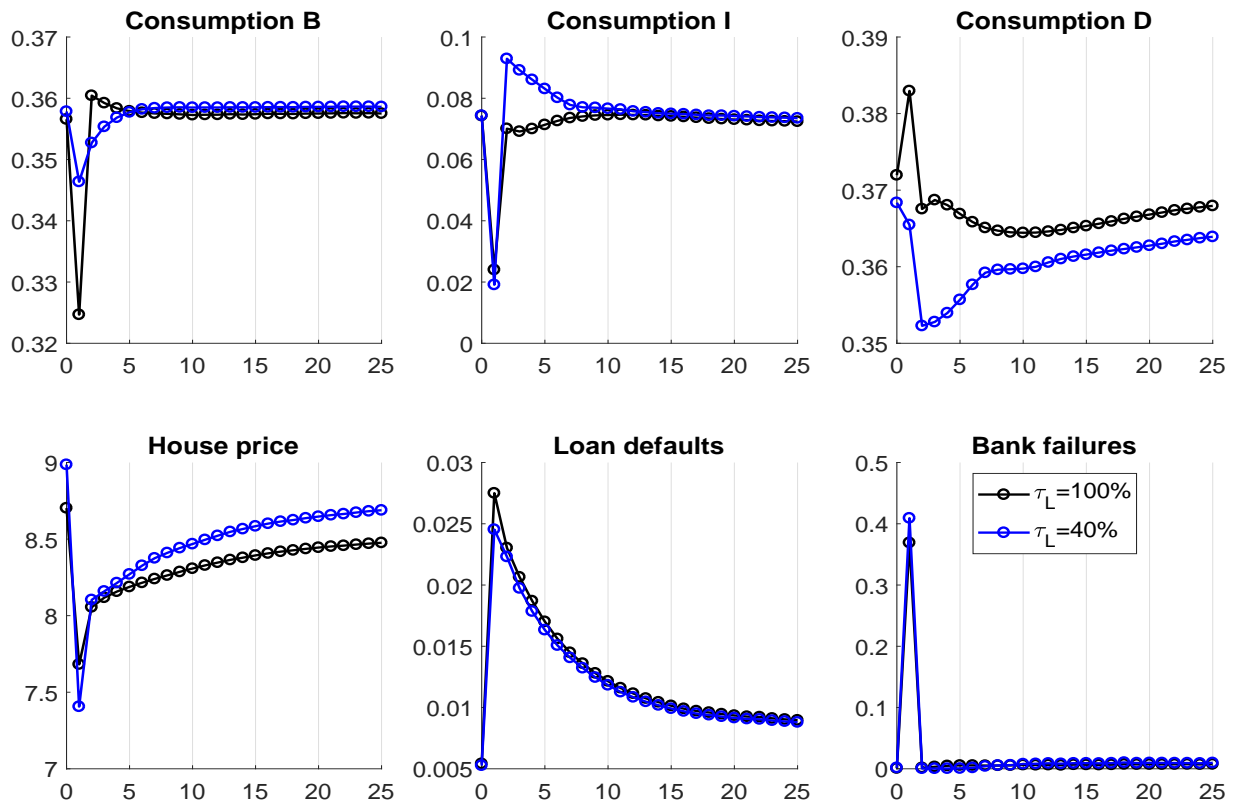 Consumption B
0.37
0.36
0.35
0.34
0.33
0.32
0 5 10 15 20 25
Consumption I
0.1
0.08
0.06
0.04
0.02
0
0 5 10 15 20 25
Consumption D
0.39
0.38
0.37
0.36
0.35
0 5 10 15 20 25
House price
9
8.5
8
7.5
7
0 5 10 15 20 25
Loan defaults
0.03
0.025
0.02
0.015
0.01
0.005
0 5 10 15 20 25
Bank failures
0.5
0.4
0.3
0.2
0.1
0
τL=100%
τL=40%
0 5 10 15 20 25